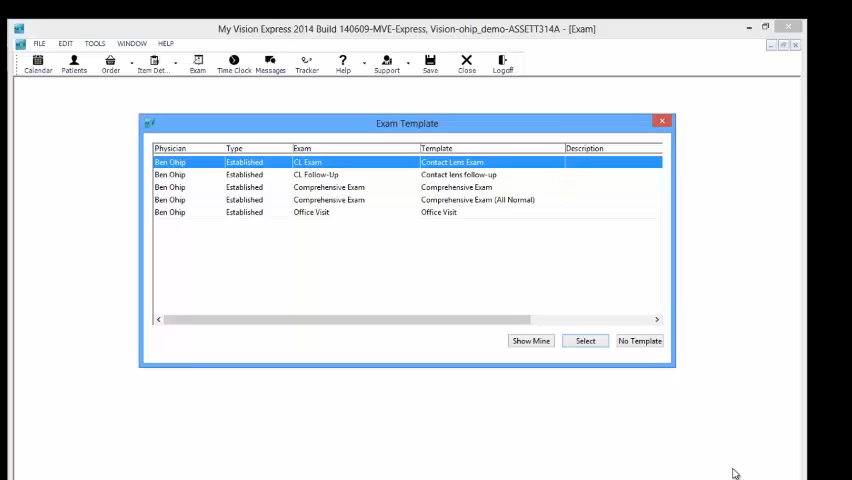 My Vision Express 2014 Build 140609-MVE-Express, Vision-ohip_demo-ASSETT314A - [Exam]
FILE EDIT TOOLS WINDOW HELP
Calendar Patients Order Item Det... Exam Time Clock Messages Tracker Help Support Save Close Logoff
Exam Template
Physician Type Exam Template Description
Ben Ohip Established CL Exam Contact Lens Exam
Ben Ohip Established CL Follow-Up Contact lens follow-up
Ben Ohip Established Comprehensive Exam Comprehensive Exam
Ben Ohip Established Comprehensive Exam Comprehensive Exam (All Normal)
Ben Ohip Established Office Visit Office Visit
Show Mine Select No Template